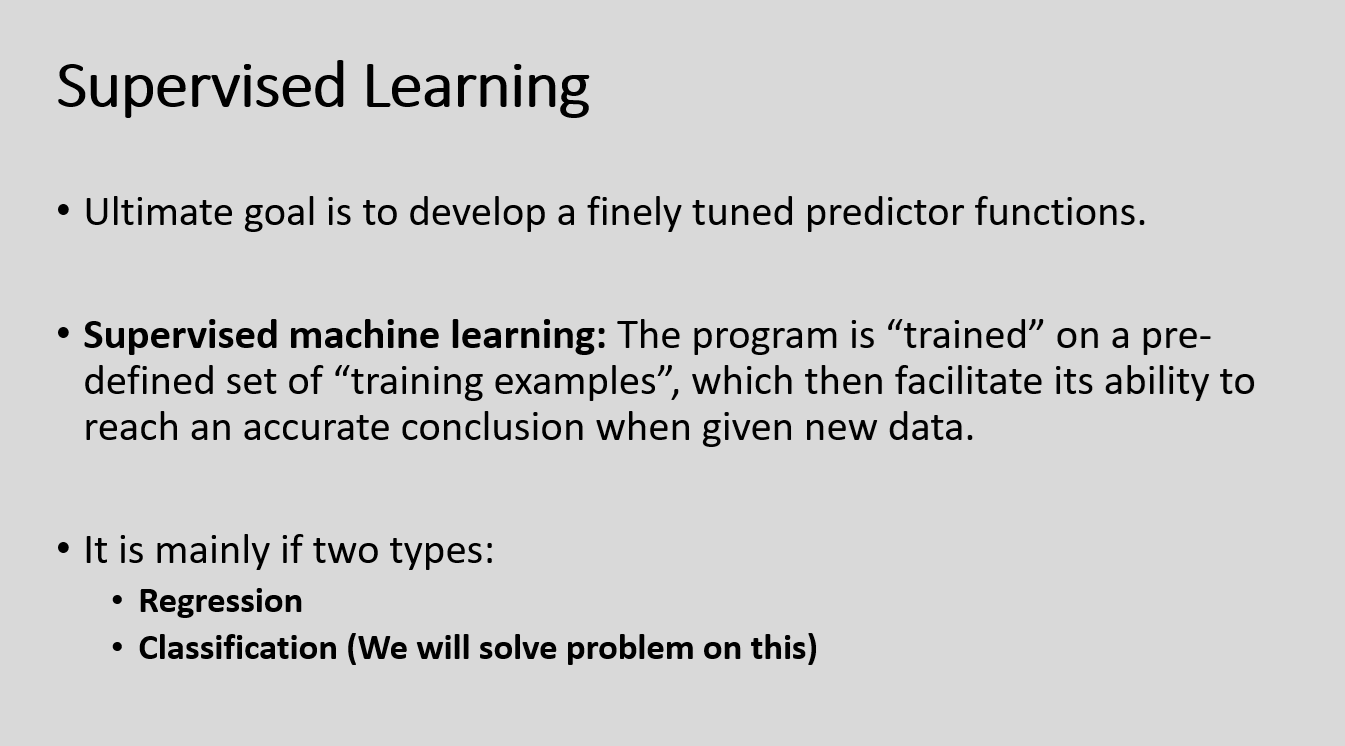 Supervised Learning
• Ultimate goal is to develop a finely tuned predictor functions.
• Supervised machine learning: The program is “trained” on a pre-
defined set of “training examples”, which then facilitate its ability to
reach an accurate conclusion when given new data.
• It is mainly if two types:
• Regression
• Classification (We will solve problem on this)